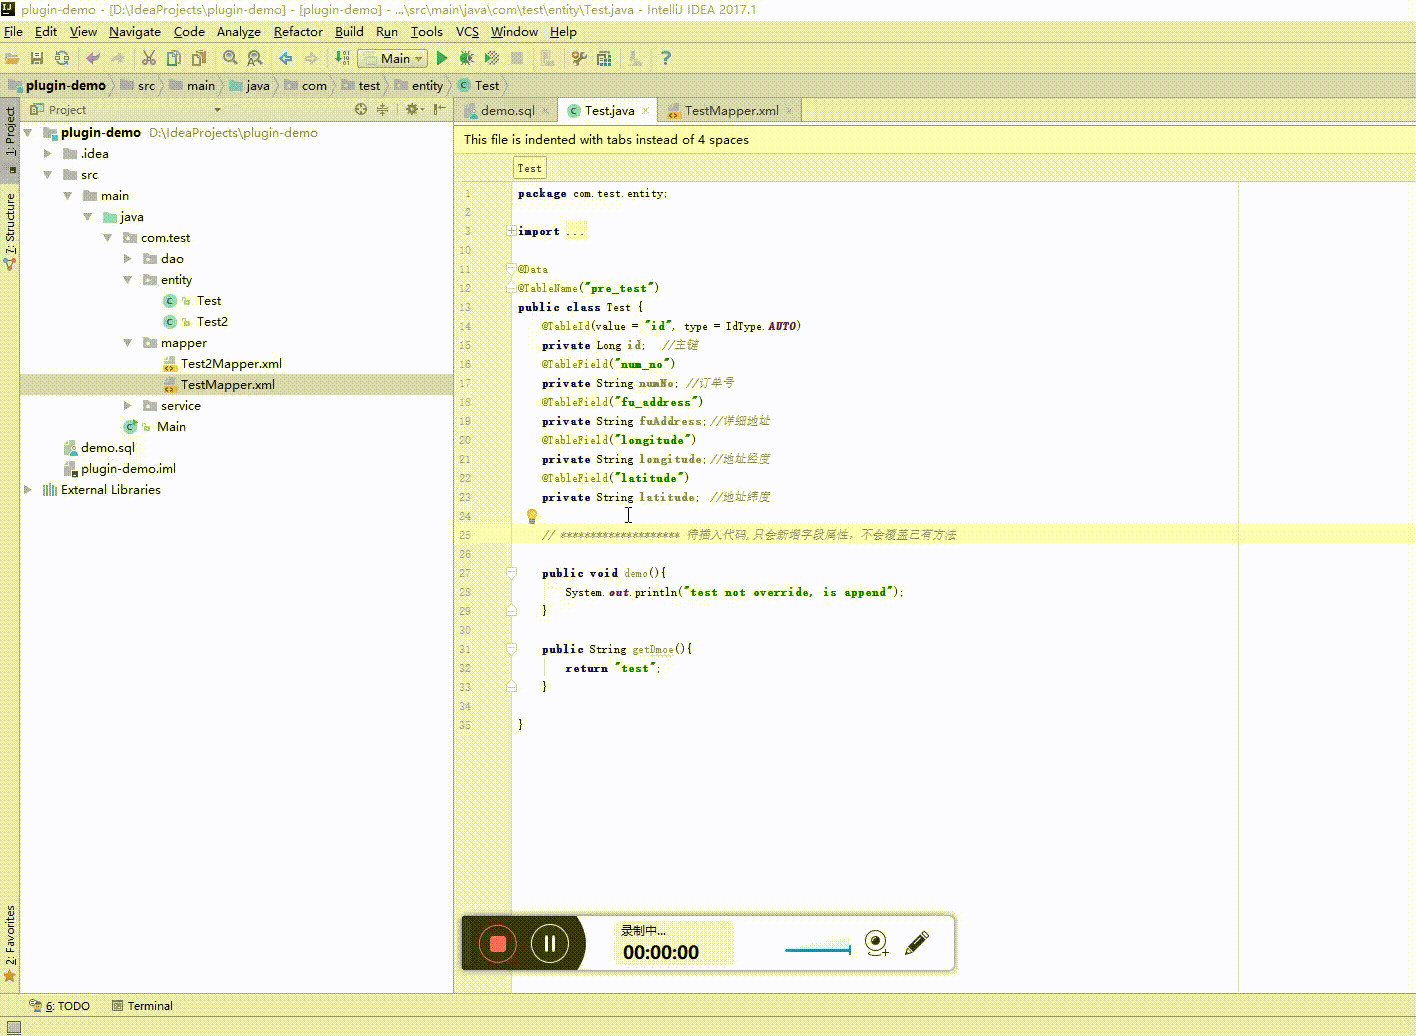 plugin-demo - [D:\IdeaProjects\plugin-demo] - [plugin-demo] - ...\src\main\java\com\test\entity\Test.java - IntelliJ IDEA 2017.1
File Edit View Navigate Code Analyze Refactor Build Run Tools VCS Window Help
Main
plugin-demo src main java com test entity Test
Project
demo.sql Test.java TestMapper.xml
1: Project
7: Structure
2: Favorites
plugin-demo D:\IdeaProjects\plugin-demo
.idea
src
main
java
com.test
dao
entity
Test
Test2
mapper
Test2Mapper.xml
TestMapper.xml
service
Main
demo.sql
plugin-demo.iml
External Libraries
This file is indented with tabs instead of 4 spaces
Test
1 package com.test.entity;
2
3 import ...
10
11 @Data
12 @TableName("pre_test")
13 public class Test {
14 @TableId(value = "id", type = IdType.AUTO)
15 private Long id; //主键
16 @TableField("num_no")
17 private String numNo; //订单号
18 @TableField("fu_address")
19 private String fuAddress;//详细地址
20 @TableField("longitude")
21 private String longitude;//地址经度
22 @TableField("latitude")
23 private String latitude; //地址纬度
24
25 // ******************** 待插入代码,只会新增字段属性。不会覆盖已有方法
26
27 public void demo(){
28 System.out.println("test not override, is append");
29 }
30
31 public String getDmoe(){
32 return "test";
33 }
34
35 }
录制中...
00:00:00
6: TODO Terminal